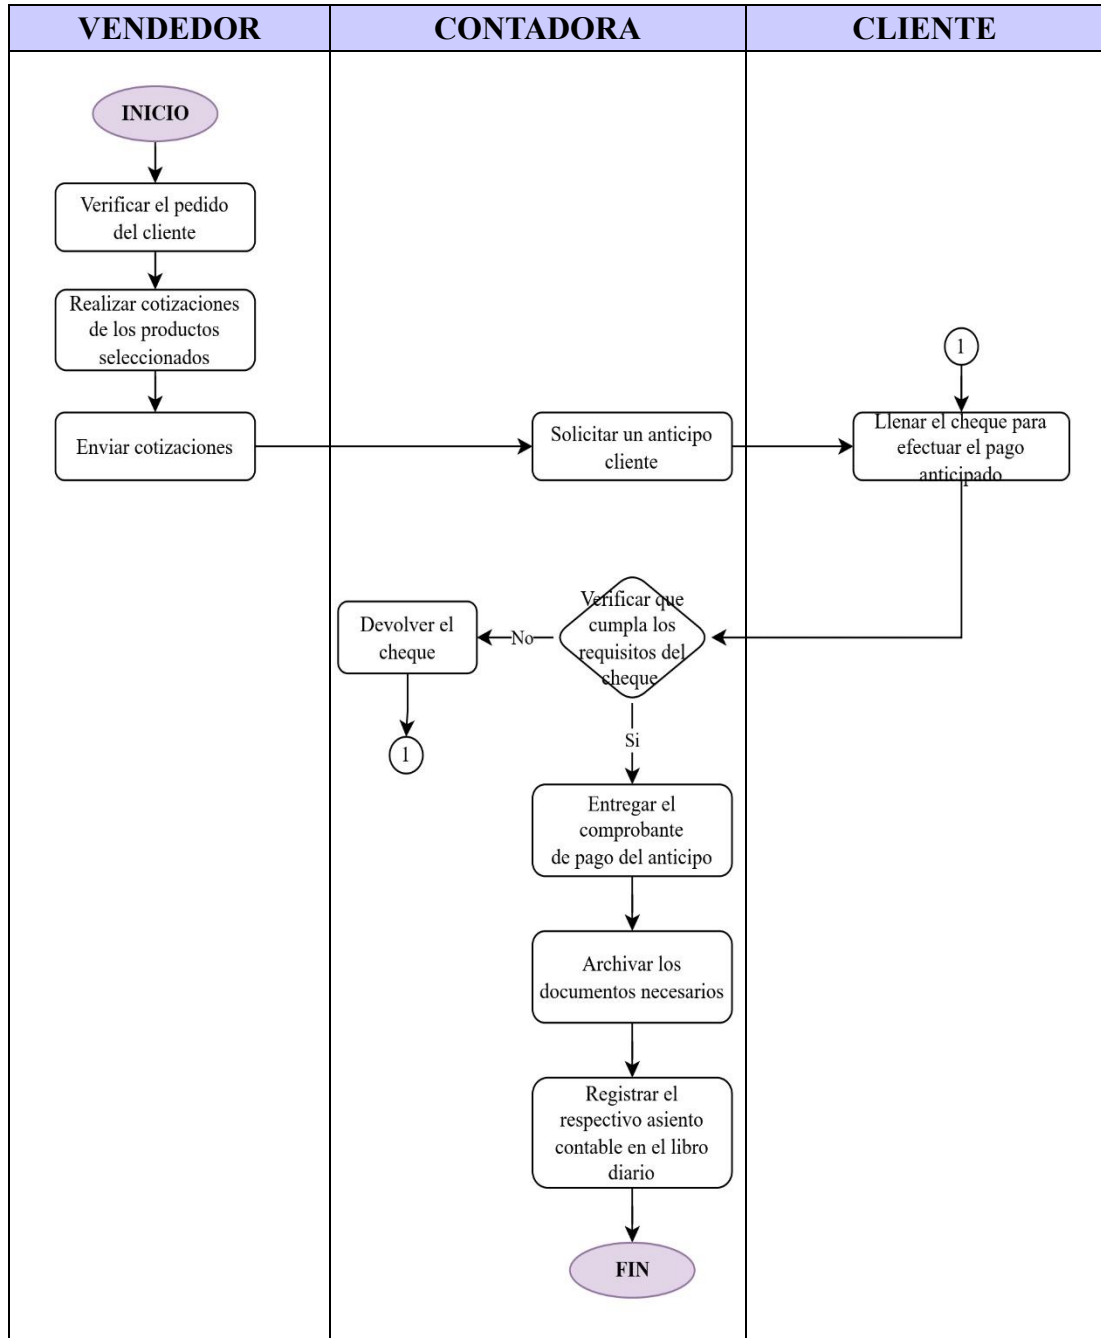 VENDEDOR
CONTADORA
CLIENTE
INICIO
Verificar el pedido
del cliente
Realizar cotizaciones
de los productos
seleccionados
Enviar cotizaciones
Solicitar un anticipo
cliente
1
Llenar el cheque para
efectuar el pago
anticipado
Verificar que
cumpla los
requisitos del
cheque
No
Devolver el
cheque
1
Si
Entregar el
comprobante
de pago del anticipo
Archivar los
documentos necesarios
Registrar el
respectivo asiento
contable en el libro
diario
FIN